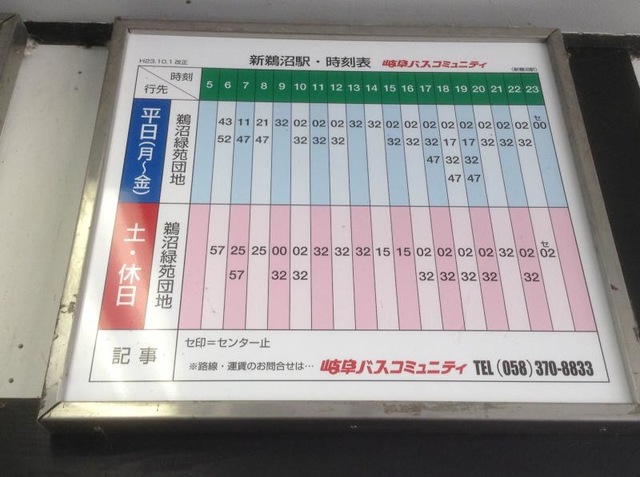 H23.10.1 改正
新鵜沼駅・時刻表 岐阜バスコミュニティ
(新鵜沼駅)
時刻
行先
5 6 7 8 9 10 11 12 13 14 15 16 17 18 19 20 21 22 23
平日(月～金)
鵜沼緑苑団地
43 11 21 32 02 02 02 32 32 02 02 02 02 02 02 02 02 セ00
52 47 47 32 32 32 32 32 32 17 17 32 32 32
47 32 32
47 47
土・休日
鵜沼緑苑団地
57 25 25 00 02 32 32 32 15 15 02 02 02 02 02 32 02 セ02
57 32 32 32 32 32 32 32
記事
セ印＝センター止
※路線・運賃のお問合せは… 岐阜バスコミュニティ TEL(058)370-8833